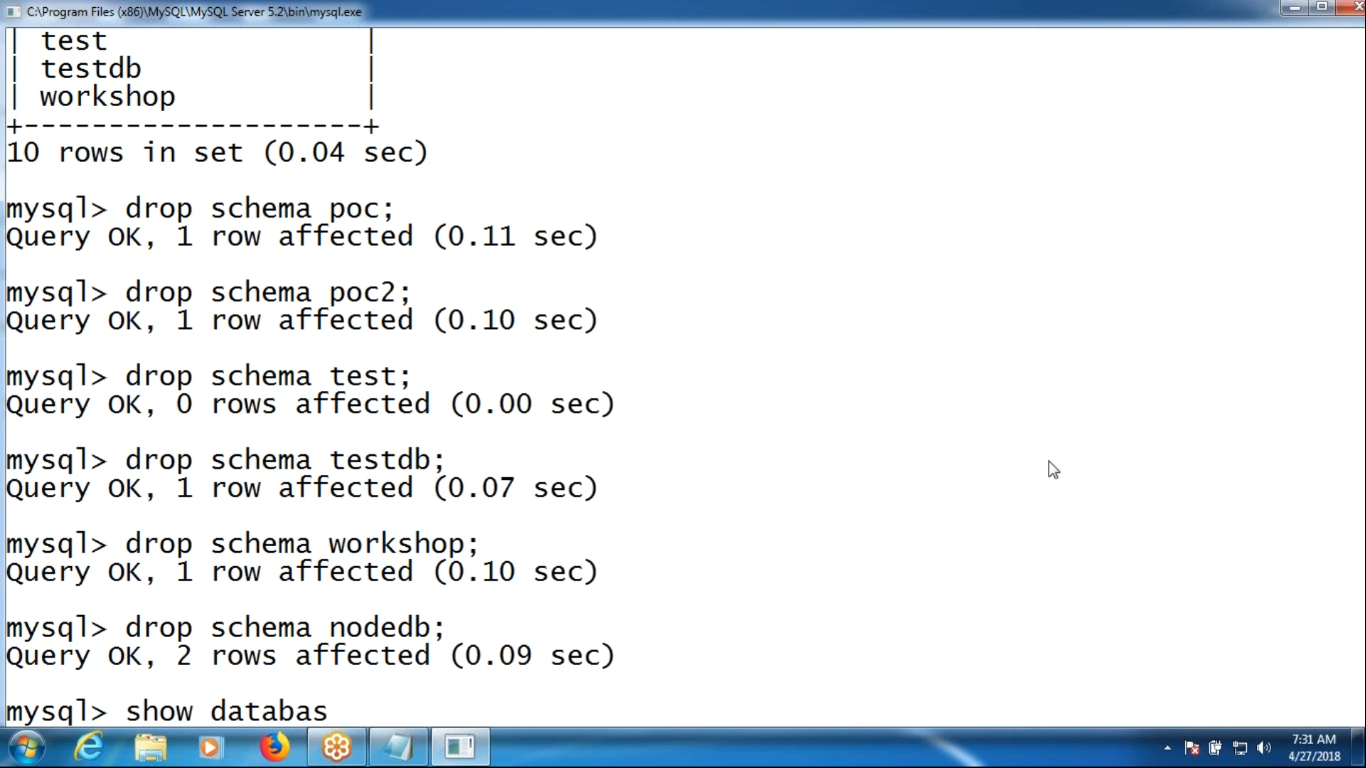 C:\Program Files (x86)\MySQL\MySQL Server 5.2\bin\mysql.exe
| test                |
| testdb              |
| workshop            |
+--------------------+
10 rows in set (0.04 sec)
mysql> drop schema poc;
Query OK, 1 row affected (0.11 sec)
mysql> drop schema poc2;
Query OK, 1 row affected (0.10 sec)
mysql> drop schema test;
Query OK, 0 rows affected (0.00 sec)
mysql> drop schema testdb;
Query OK, 1 row affected (0.07 sec)
mysql> drop schema workshop;
Query OK, 1 row affected (0.10 sec)
mysql> drop schema nodedb;
Query OK, 2 rows affected (0.09 sec)
mysql> show databas
7:31 AM
4/27/2018